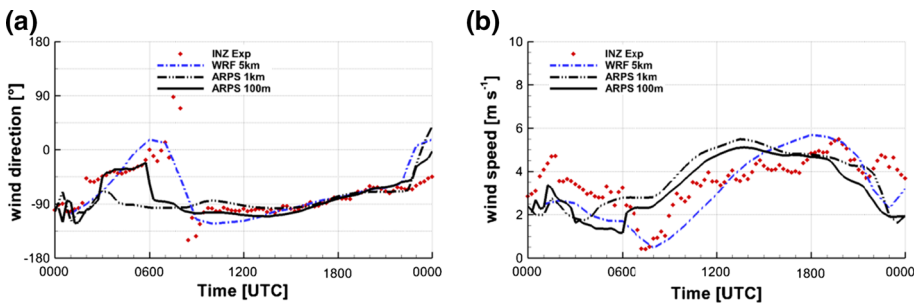 (a)
180
90
0
-90
-180
wind direction [°]
INZ Exp
WRF 5km
ARPS 1km
ARPS 100m
0000 0600 1200 1800 0000
Time [UTC]
(b)
10
8
6
4
2
0
wind speed [m s⁻¹]
INZ Exp
WRF 5km
ARPS 1km
ARPS 100m
0000 0600 1200 1800 0000
Time [UTC]